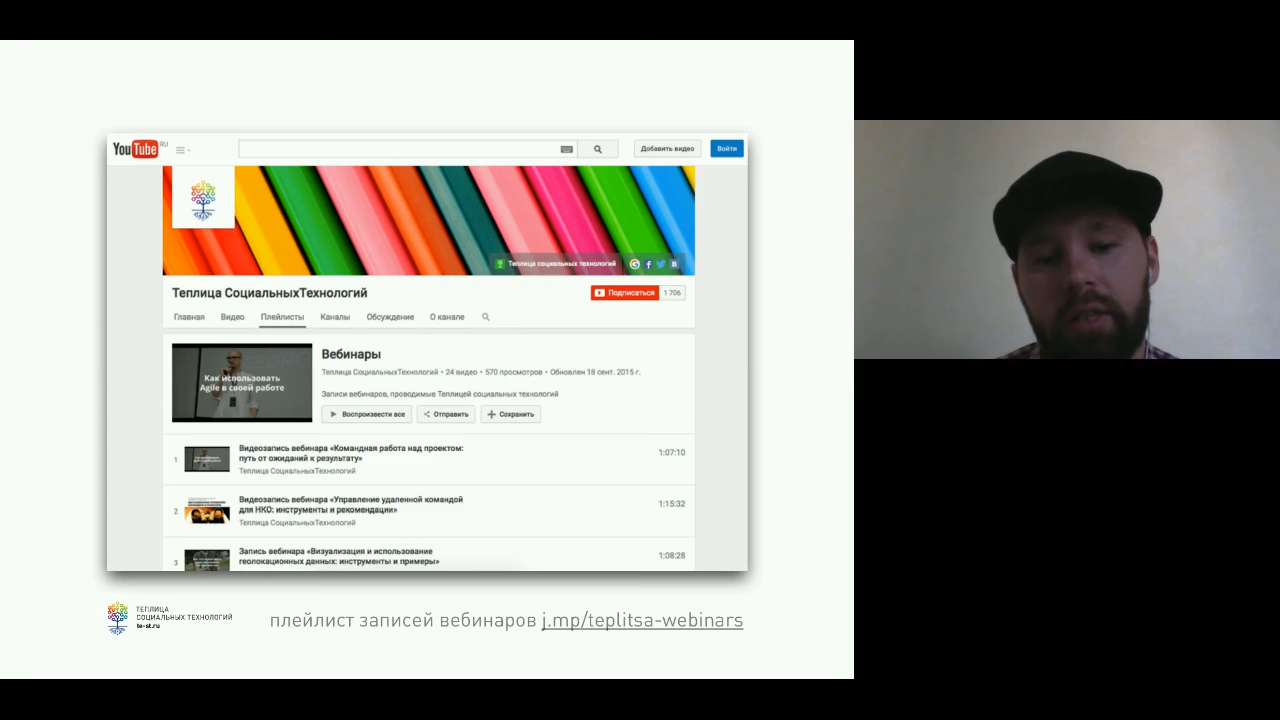 YouTube RU
Добавить видео
Войти
Теплица социальных технологий
Теплица СоциальныхТехнологий
Подписаться
1 706
Главная Видео Плейлисты Каналы Обсуждение О канале
Как использовать
Agile в своей работе
Вебинары
Теплица СоциальныхТехнологий • 24 видео • 570 просмотров • Обновлен 18 сент. 2015 г.
Записи вебинаров, проводимые Теплицей социальных технологий
Воспроизвести все
Отправить
Сохранить
1
Видеозапись вебинара «Командная работа над проектом:
путь от ожиданий к результату»
Теплица СоциальныхТехнологий
1:07:10
2
Видеозапись вебинара «Управление удаленной командой
для НКО: инструменты и рекомендации»
Теплица СоциальныхТехнологий
1:15:32
3
Запись вебинара «Визуализация и использование
геолокационных данных: инструменты и примеры»
1:08:28
ТЕПЛИЦА
СОЦИАЛЬНЫХ ТЕХНОЛОГИЙ
te-st.ru
плейлист записей вебинаров j.mp/teplitsa-webinars